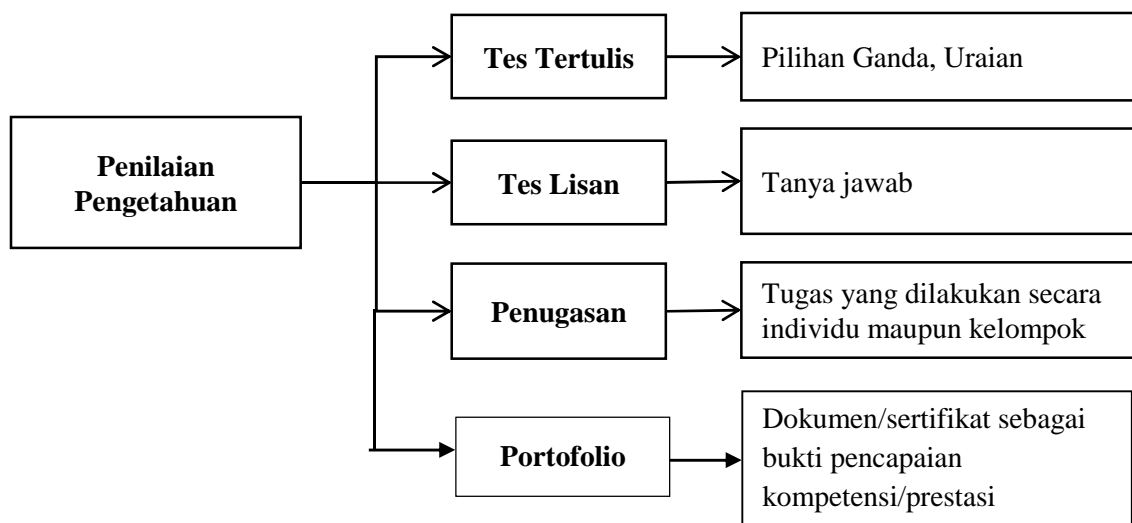 Penilaian
Pengetahuan
Tes Tertulis
Pilihan Ganda, Uraian
Tes Lisan
Tanya jawab
Penugasan
Tugas yang dilakukan secara
individu maupun kelompok
Portofolio
Dokumen/sertifikat sebagai
bukti pencapaian
kompetensi/prestasi